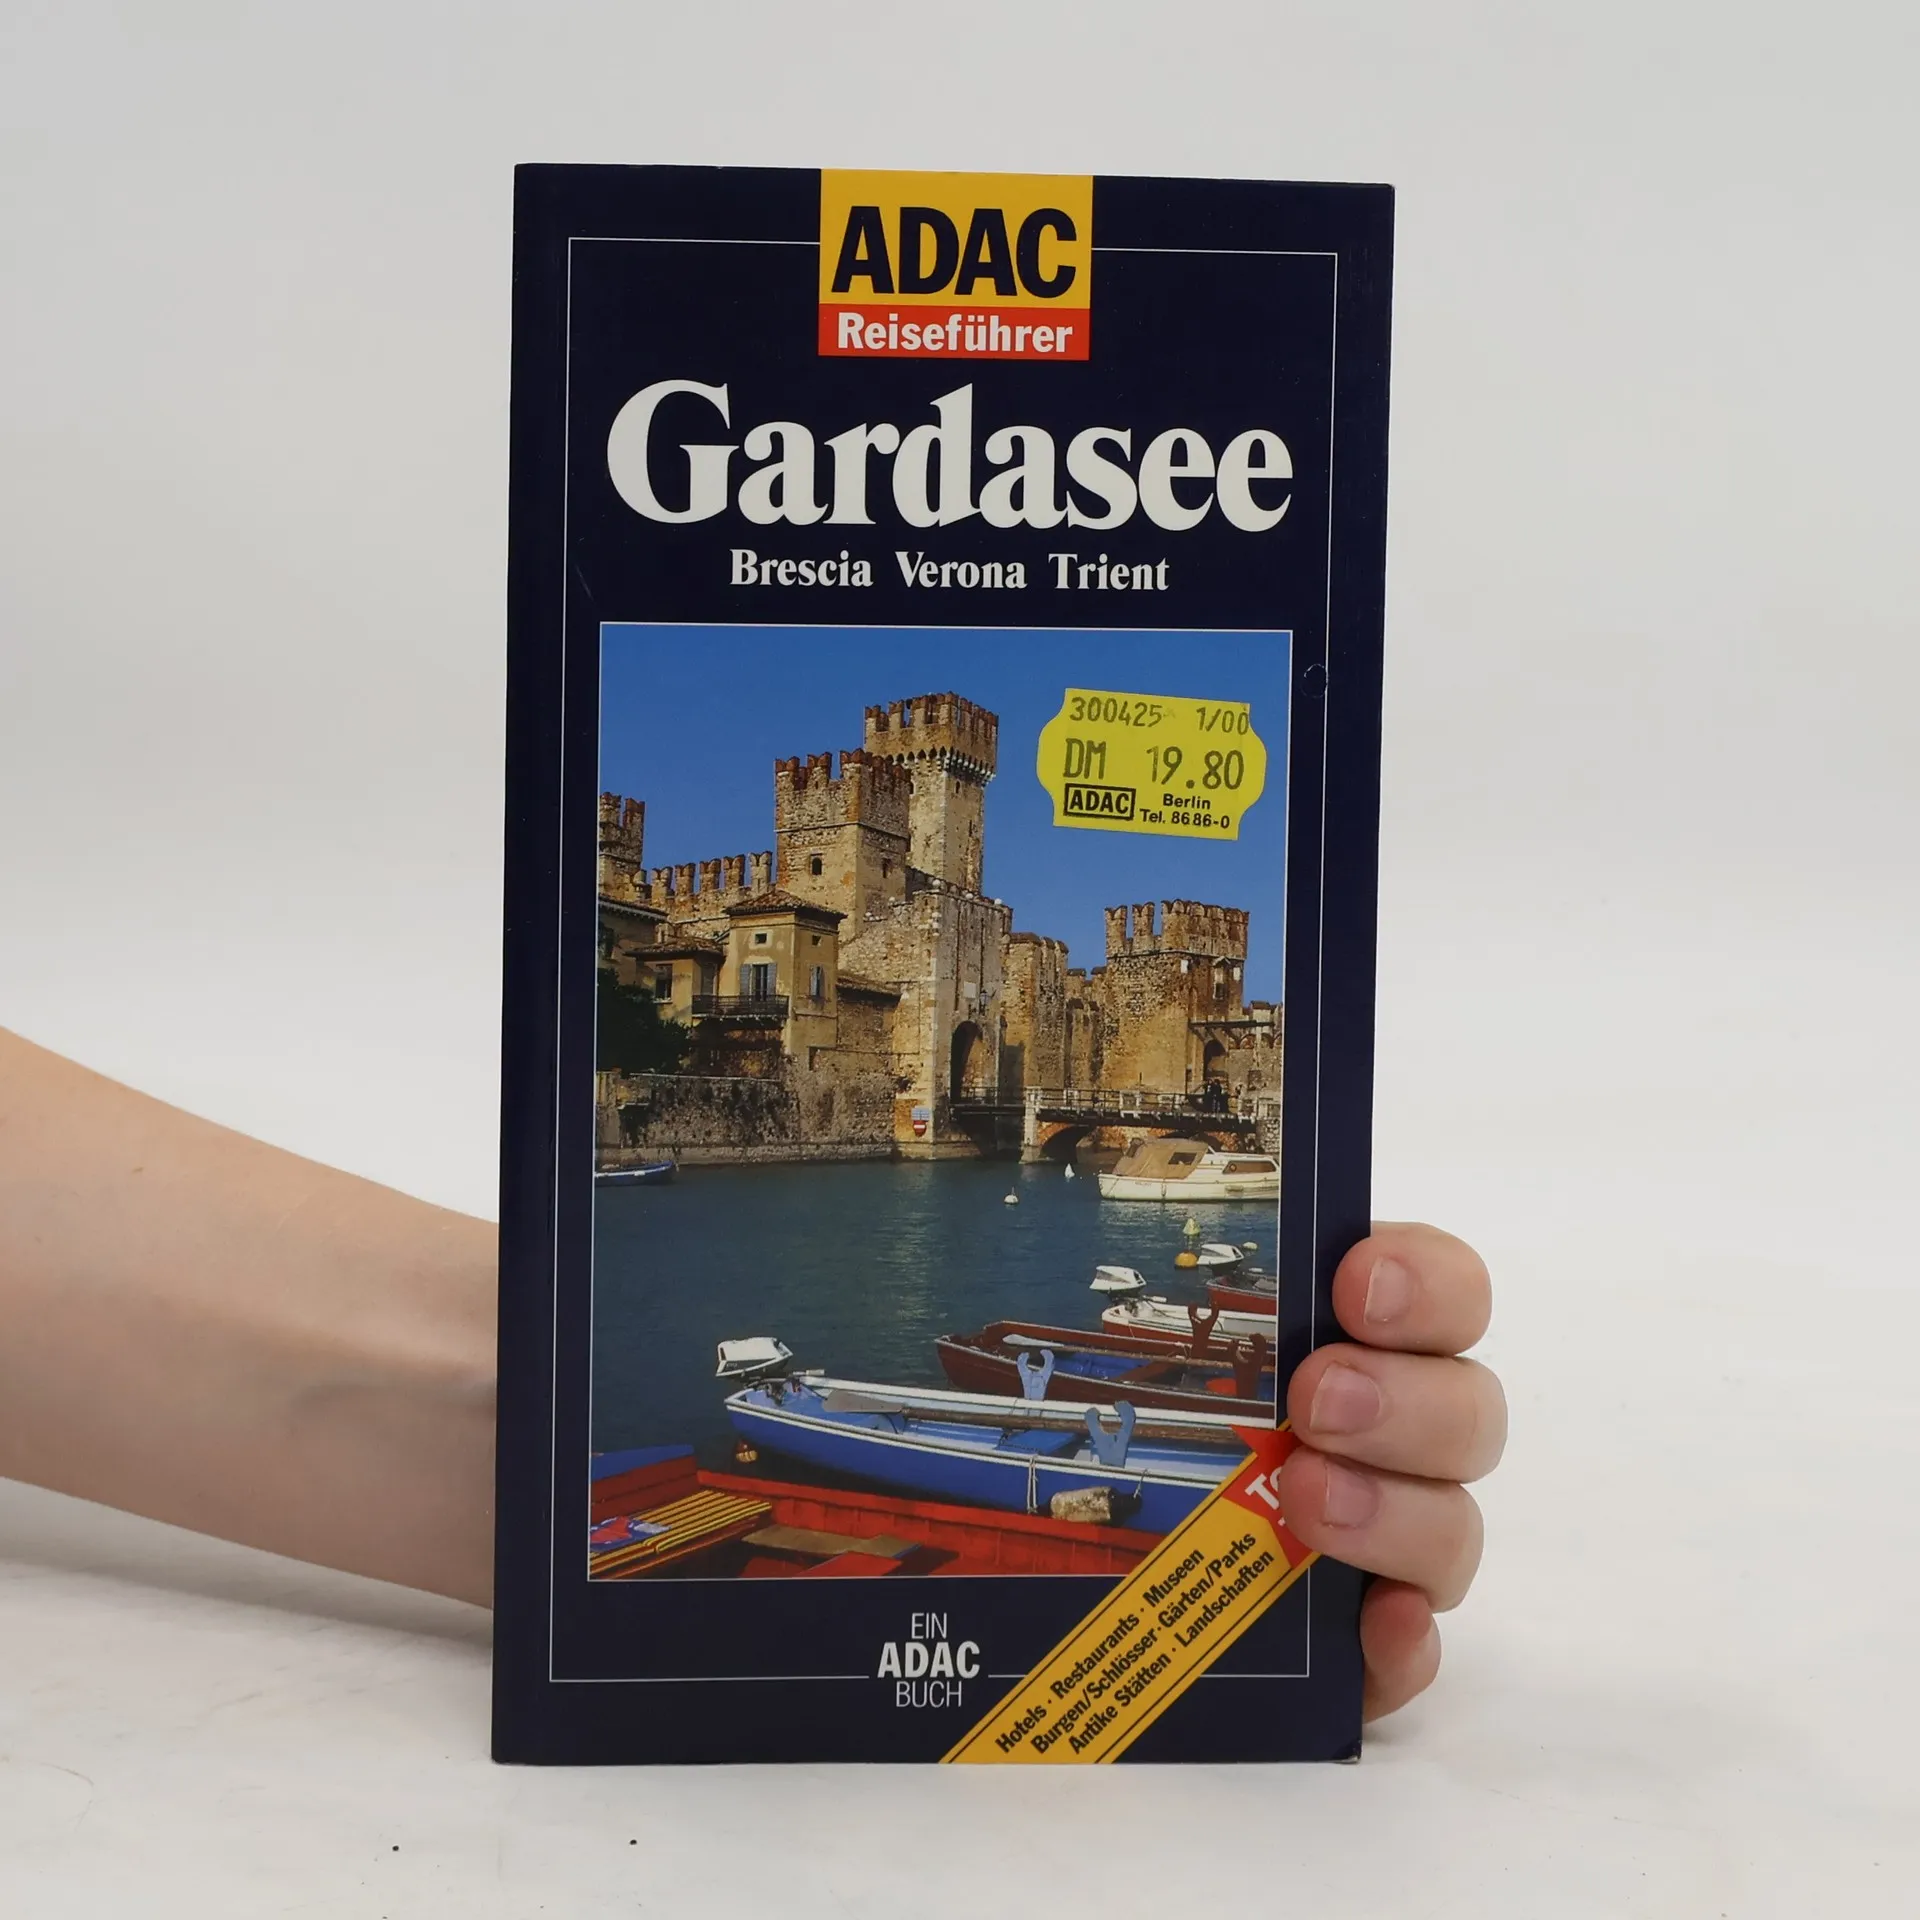 ADAC
Reiseführer
Gardasee
Brescia Verona Trient
300425 1/00
DM 19.80
ADAC Berlin
Tel. 8686-0
EIN
ADAC
BUCH
Hotels · Restaurants · Museen
Burgen/Schlösser · Gärten/Parks
Antike Stätten · Landschaften